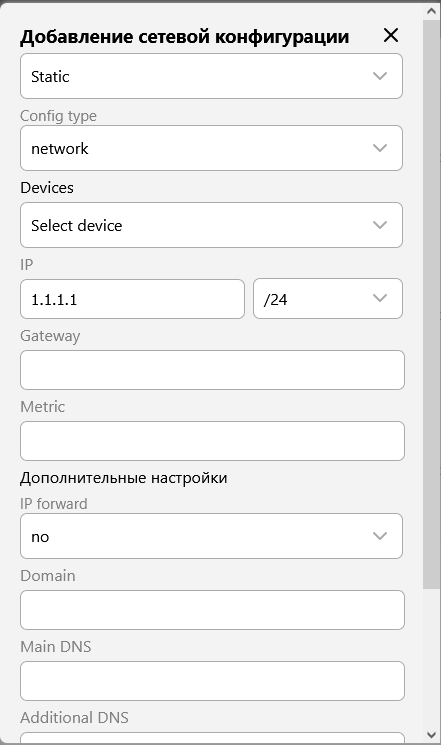 Добавление сетевой конфигурации
Static
Config type
network
Devices
Select device
IP
1.1.1.1 /24
Gateway
Metric
Дополнительные настройки
IP forward
no
Domain
Main DNS
Additional DNS